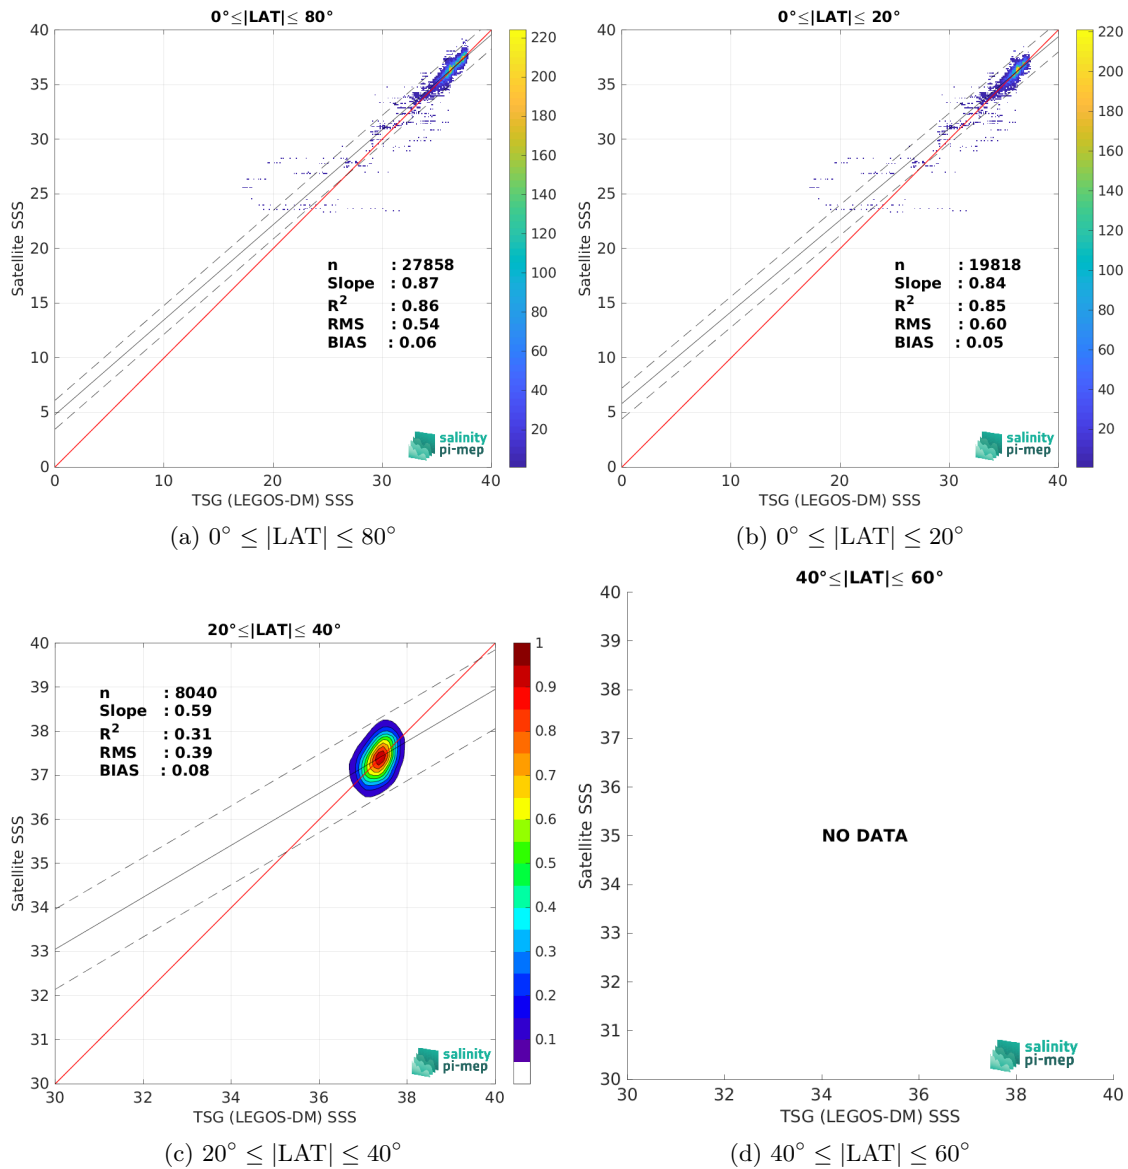 0°≤|LAT|≤ 80°
40
35
30
25
20
15
10
5
0
Satellite SSS
n : 27858
Slope : 0.87
R² : 0.86
RMS : 0.54
BIAS : 0.06
salinity
pi-mep
0 10 20 30 40
TSG (LEGOS-DM) SSS
220
200
180
160
140
120
100
80
60
40
20
(a) 0° ≤ |LAT| ≤ 80°
0°≤|LAT|≤ 20°
40
35
30
25
20
15
10
5
0
Satellite SSS
n : 19818
Slope : 0.84
R² : 0.85
RMS : 0.60
BIAS : 0.05
salinity
pi-mep
0 10 20 30 40
TSG (LEGOS-DM) SSS
220
200
180
160
140
120
100
80
60
40
20
(b) 0° ≤ |LAT| ≤ 20°
20°≤|LAT|≤ 40°
40
39
38
37
36
35
34
33
32
31
30
Satellite SSS
n : 8040
Slope : 0.59
R² : 0.31
RMS : 0.39
BIAS : 0.08
salinity
pi-mep
30 32 34 36 38 40
TSG (LEGOS-DM) SSS
1
0.9
0.8
0.7
0.6
0.5
0.4
0.3
0.2
0.1
(c) 20° ≤ |LAT| ≤ 40°
40°≤|LAT|≤ 60°
40
39
38
37
36
35
34
33
32
31
30
Satellite SSS
NO DATA
salinity
pi-mep
30 32 34 36 38 40
TSG (LEGOS-DM) SSS
(d) 40° ≤ |LAT| ≤ 60°